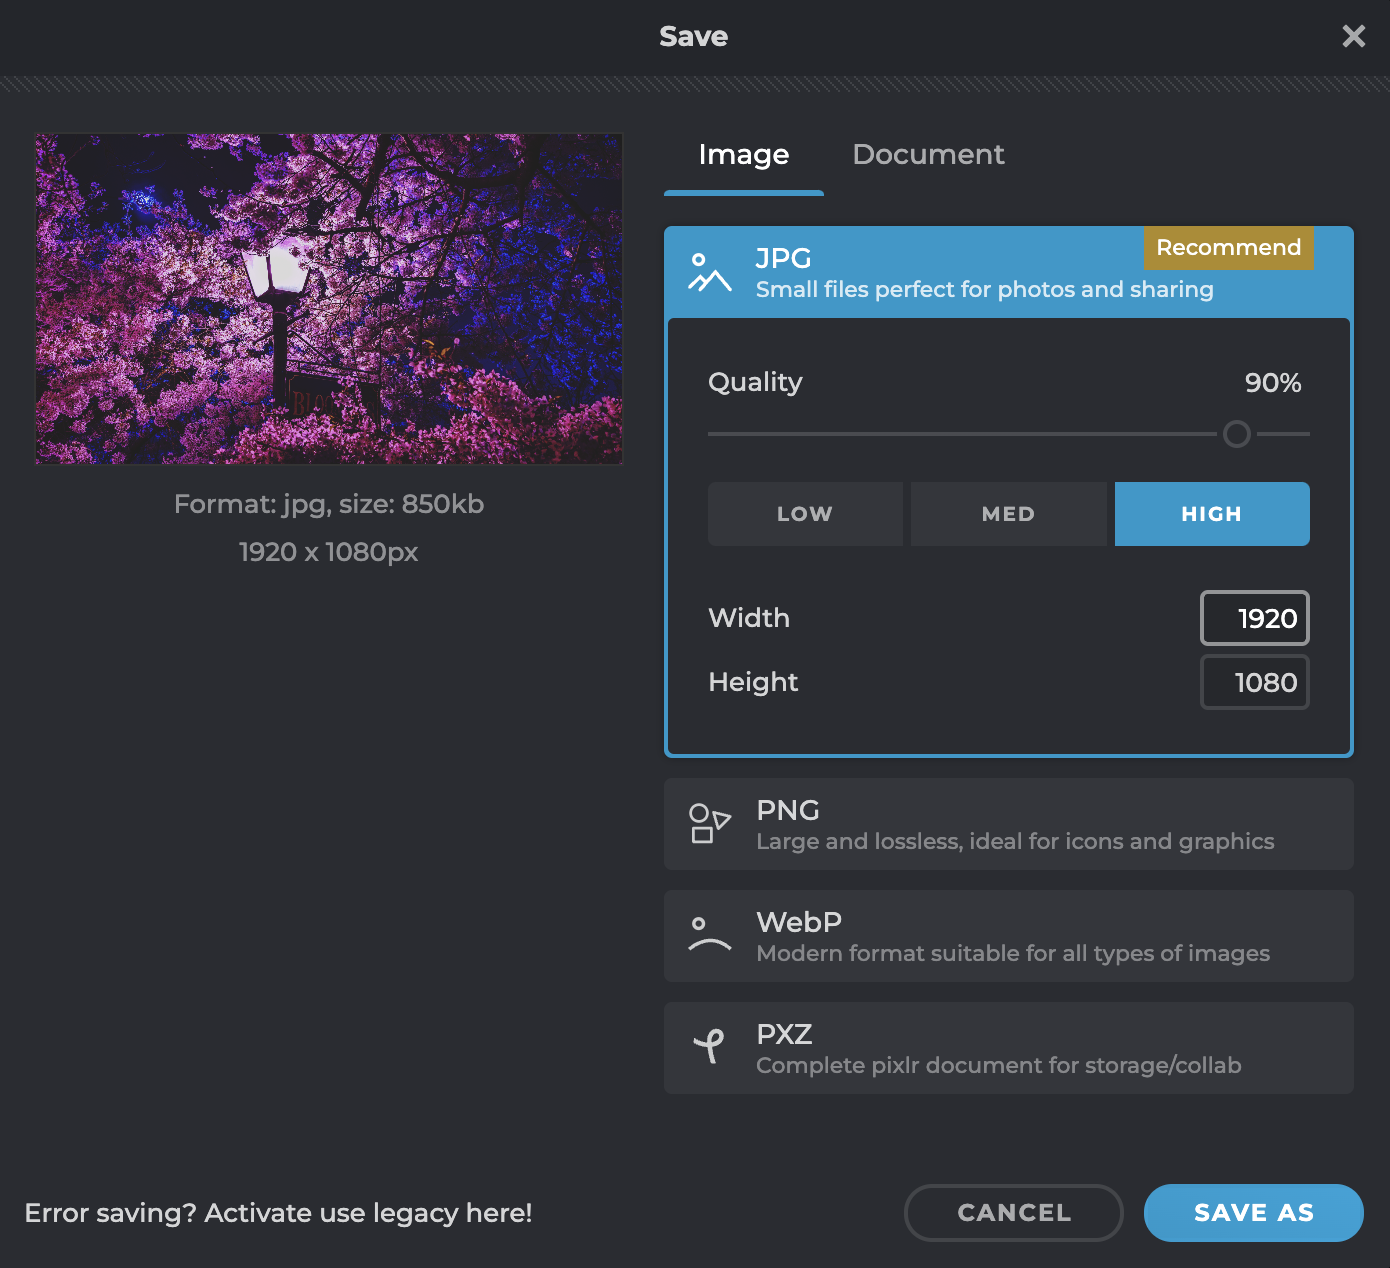 Save
Image
Document
JPG
Recommend
Small files perfect for photos and sharing
Quality
90%
LOW
MED
HIGH
Width
1920
Height
1080
PNG
Large and lossless, ideal for icons and graphics
WebP
Modern format suitable for all types of images
PXZ
Complete pixlr document for storage/collab
Format: jpg, size: 850kb
1920 x 1080px
Error saving? Activate use legacy here!
CANCEL
SAVE AS